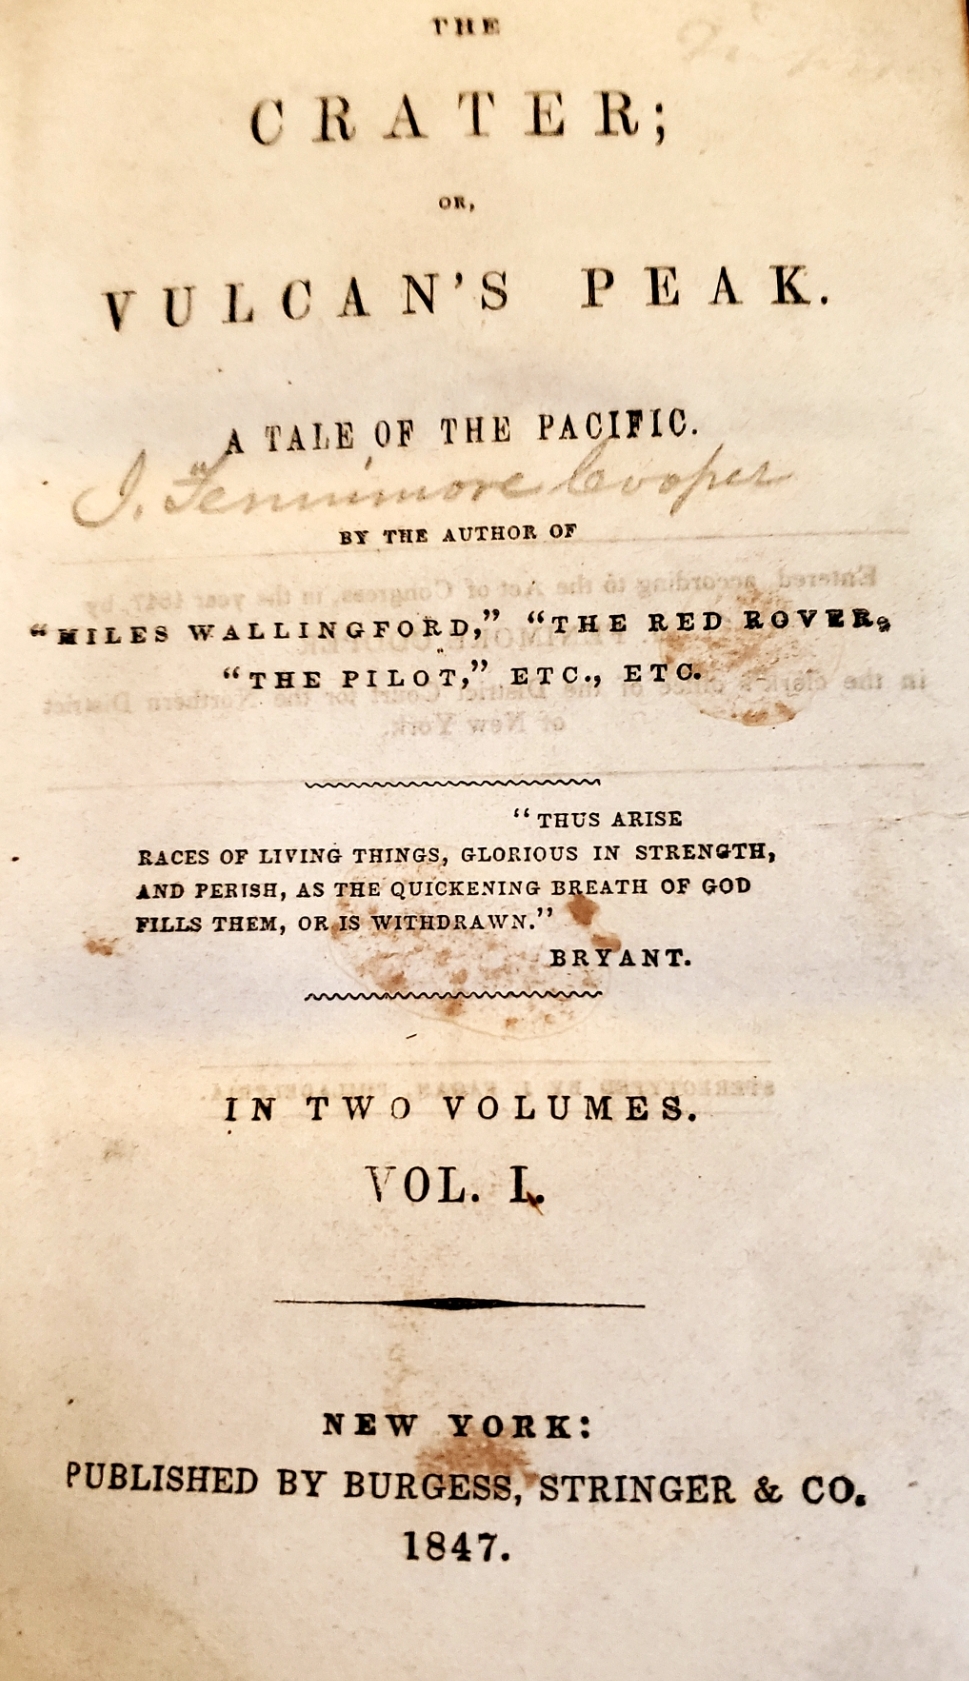 THE
CRATER;
OR,
VULCAN'S PEAK.
A TALE OF THE PACIFIC.
J. Fennimore Cooper
BY THE AUTHOR OF
"MILES WALLINGFORD," "THE RED ROVER,
"THE PILOT," ETC., ETC.
"THUS ARISE
RACES OF LIVING THINGS, GLORIOUS IN STRENGTH,
AND PERISH, AS THE QUICKENING BREATH OF GOD
FILLS THEM, OR IS WITHDRAWN."
BRYANT.
IN TWO VOLUMES.
VOL. I.
NEW YORK:
PUBLISHED BY BURGESS, STRINGER & CO.
1847.